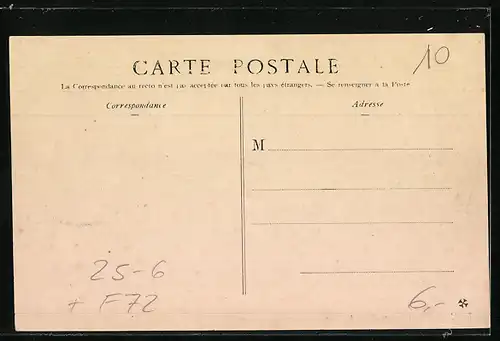 CARTE POSTALE
10
La Correspondance au recto n'est pas acceptée par tous les pays étrangers. — Se renseigner à la Poste
Correspondance
Adresse
M
25-6
+ F72
6,-